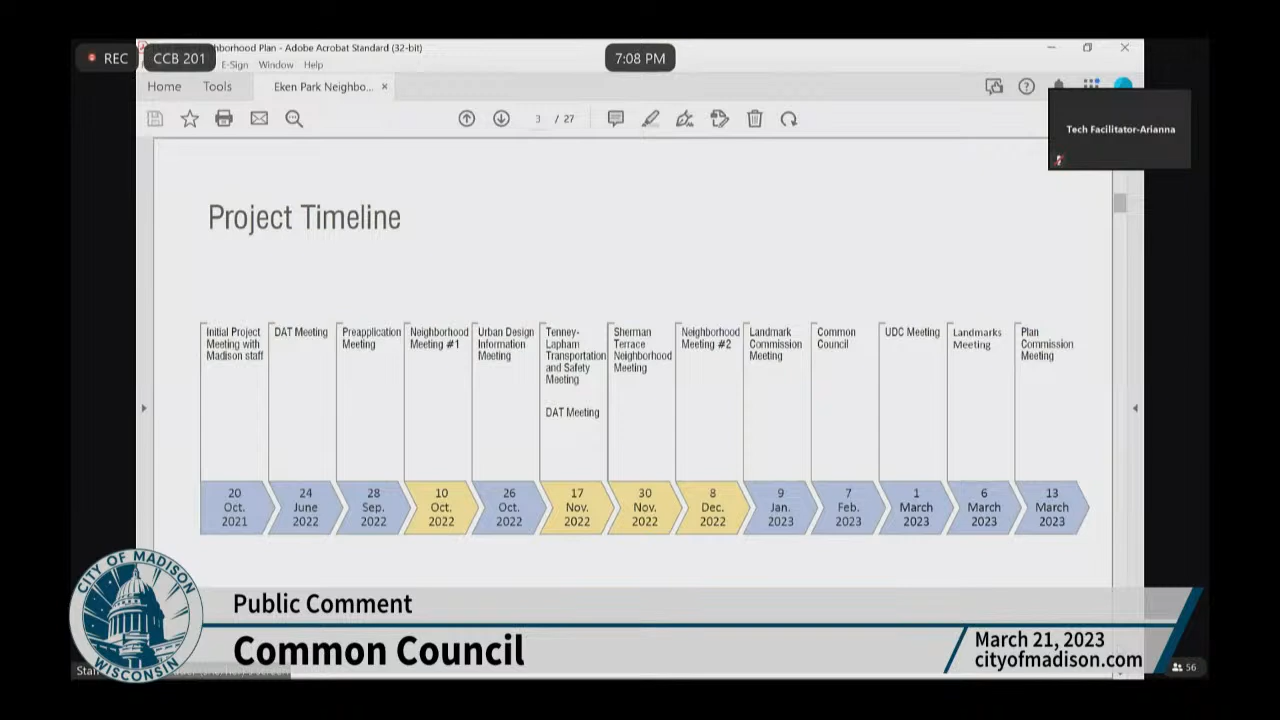 REC
CCB 201
7:08 PM
borhood Plan - Adobe Acrobat Standard (32-bit)
E-Sign Window Help
Home Tools Eken Park Neighbo... ×
3 / 27
Tech Facilitator-Arianna
Project Timeline
Initial Project
Meeting with
Madison staff
20
Oct.
2021
DAT Meeting
24
June
2022
Preapplication
Meeting
28
Sep.
2022
Neighborhood
Meeting #1
10
Oct.
2022
Urban Design
Information
Meeting
26
Oct.
2022
Tenney-
Lapham
Transportation
and Safety
Meeting
DAT Meeting
17
Nov.
2022
Sherman
Terrace
Neighborhood
Meeting
30
Nov.
2022
Neighborhood
Meeting #2
8
Dec.
2022
Landmark
Commission
Meeting
9
Jan.
2023
Common
Council
7
Feb.
2023
UDC Meeting
1
March
2023
Landmarks
Meeting
6
March
2023
Plan
Commission
Meeting
13
March
2023
CITY OF MADISON
WISCONSIN
Public Comment
Common Council
March 21, 2023
cityofmadison.com
56